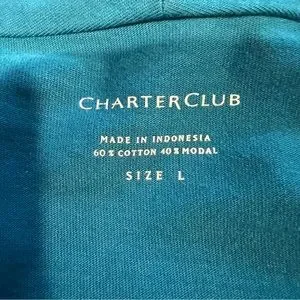 CHARTER CLUB
MADE IN INDONESIA
60% COTTON 40% MODAL
SIZE L